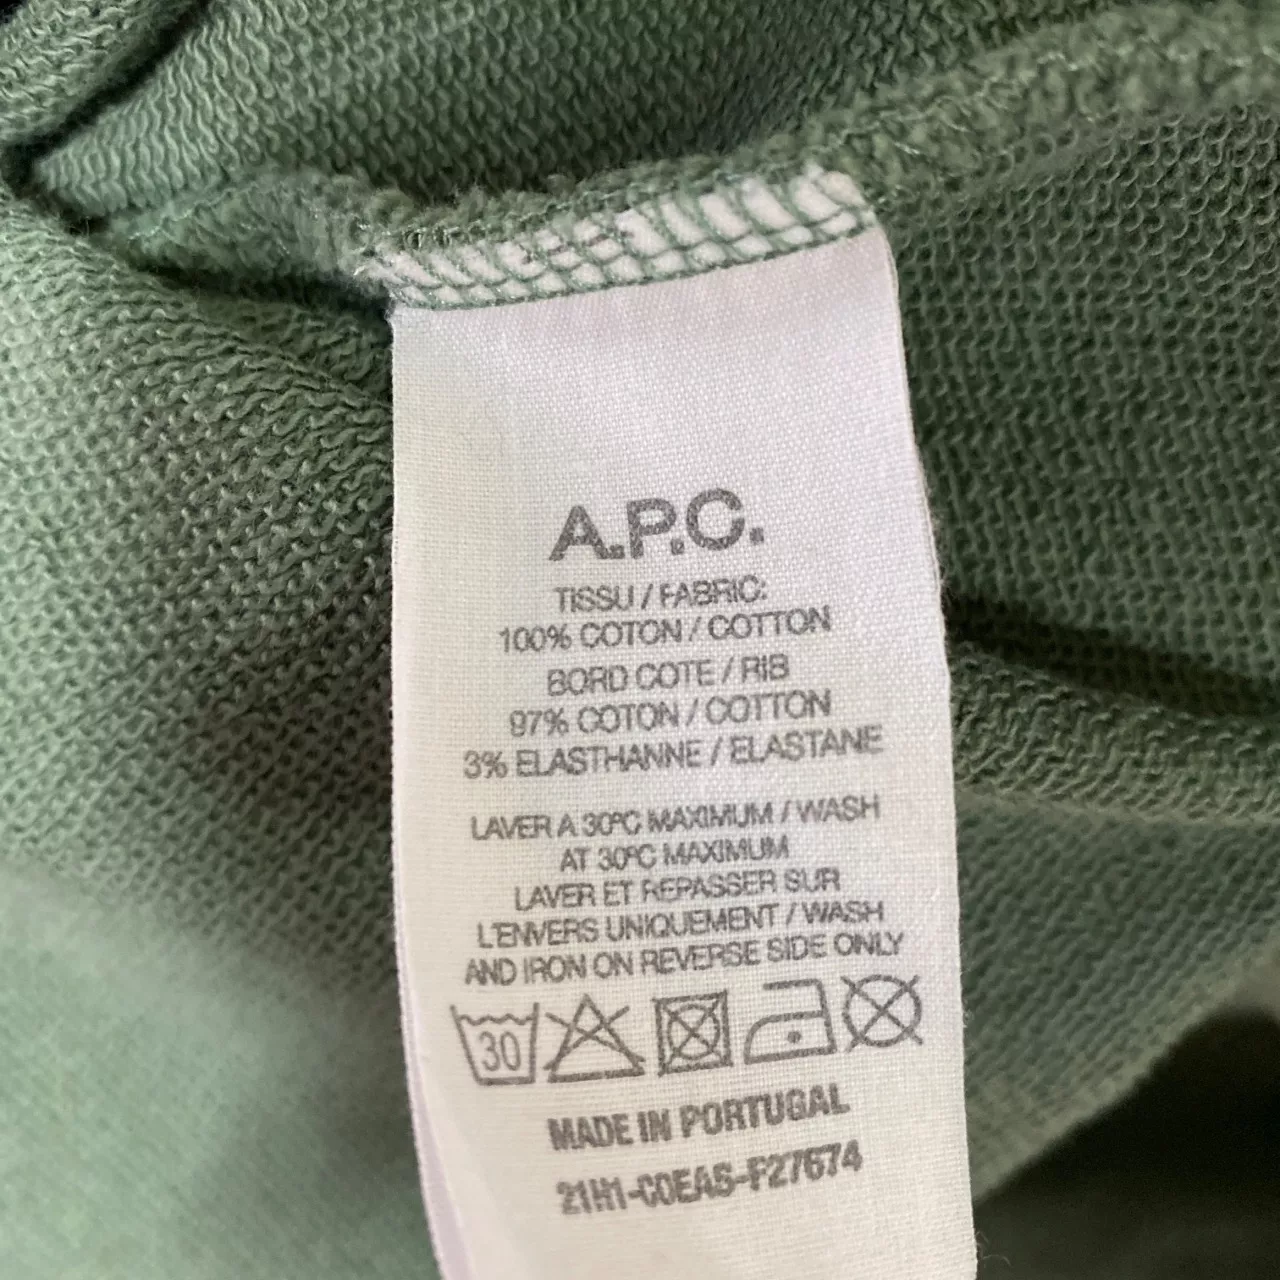 A.P.C.
TISSU / FABRIC:
100% COTON / COTTON
BORD COTE / RIB
97% COTON / COTTON
3% ELASTHANNE / ELASTANE
LAVER A 30ºC MAXIMUM / WASH
AT 30ºC MAXIMUM
LAVER ET REPASSER SUR
L'ENVERS UNIQUEMENT / WASH
AND IRON ON REVERSE SIDE ONLY
30
MADE IN PORTUGAL
21H1-COEAS-F27674